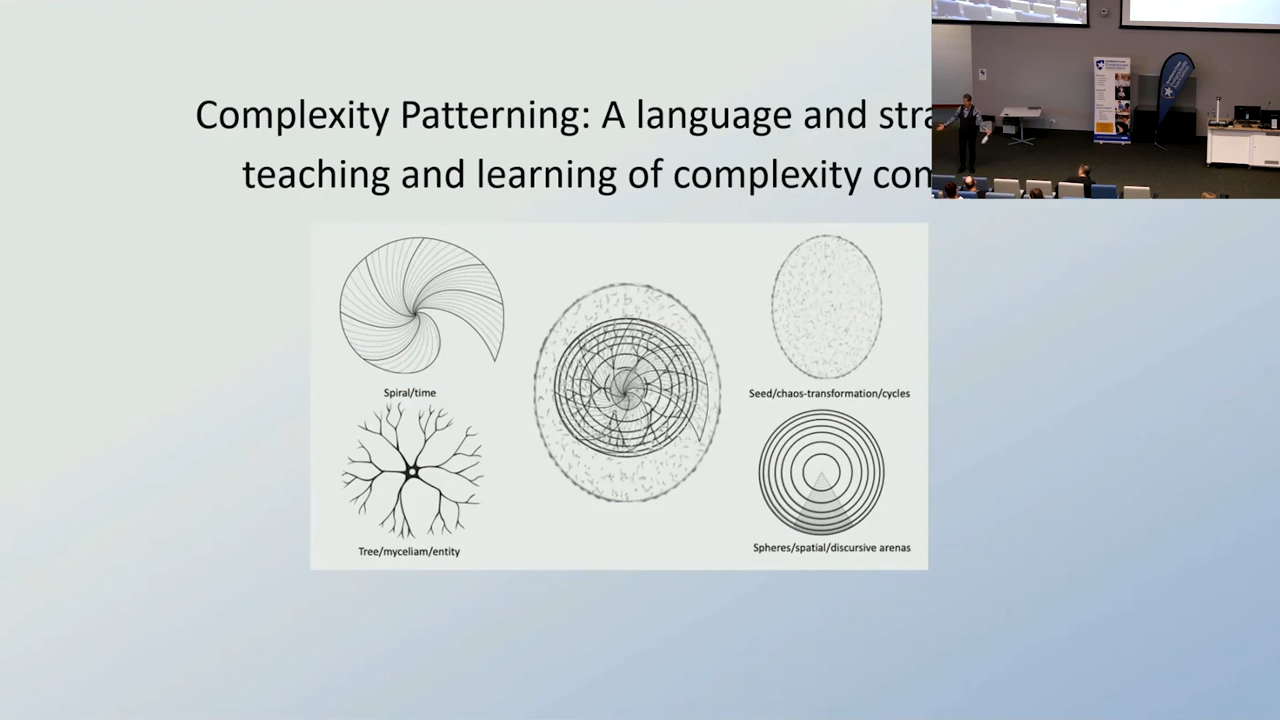 Complexity Patterning: A language and stra
teaching and learning of complexity con
Spiral/time
Seed/chaos-transformation/cycles
Tree/myceliam/entity
Spheres/spatial/discursive arenas